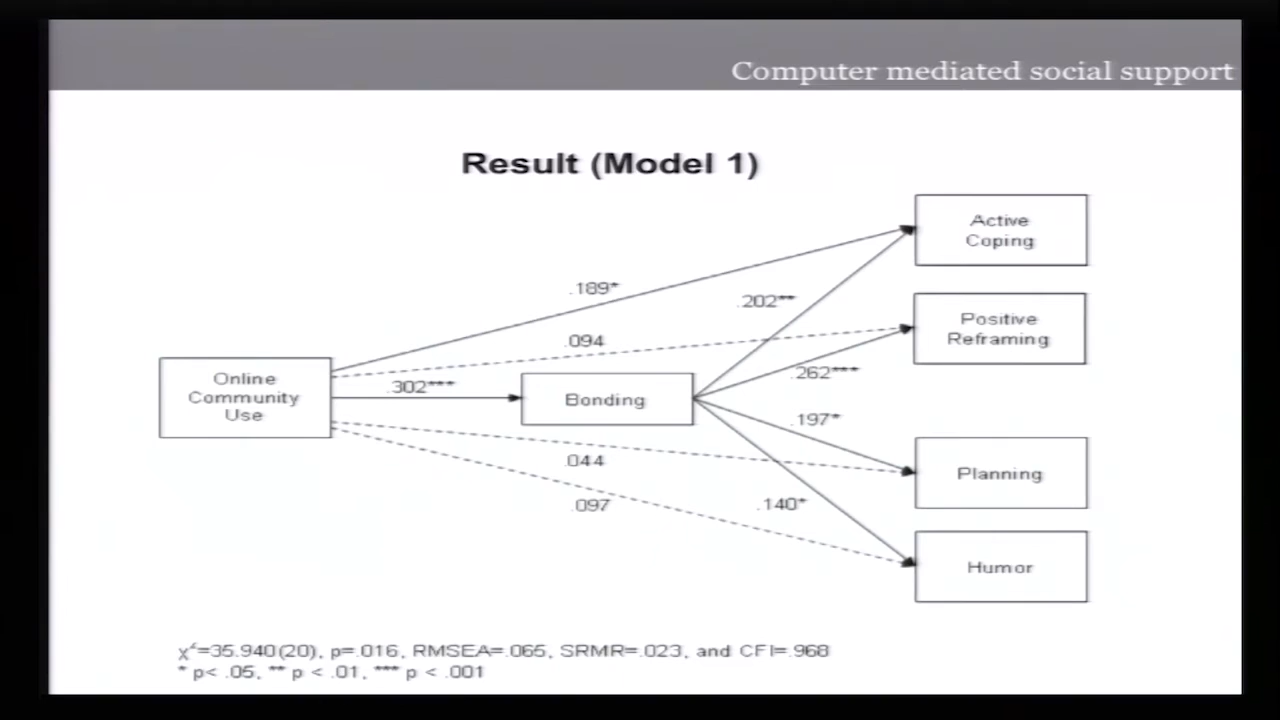 Computer mediated social support
Result (Model 1)
Active
Coping
.189*
.202**
Positive
Reframing
.094
.262***
Online
Community
Use
.302***
Bonding
.197*
.044
Planning
.097
.140*
Humor
χ²=35.940(20), p=.016, RMSEA=.065, SRMR=.023, and CFI=.968
* p< .05, ** p < .01, *** p < .001